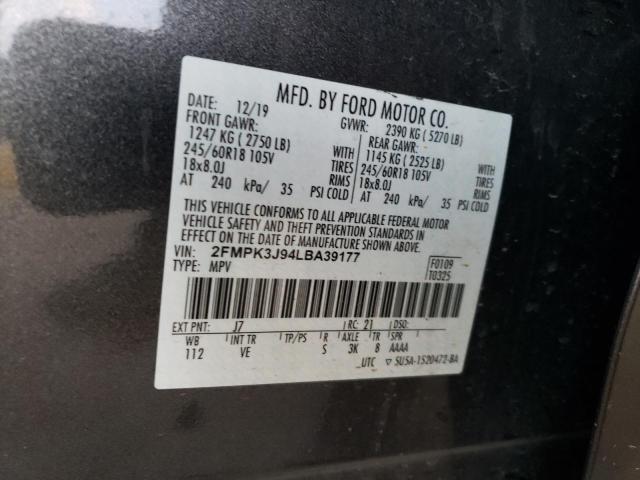 MFD. BY FORD MOTOR CO.
DATE: 12/19 GVWR: 2390 KG ( 5270 LB)
FRONT GAWR: REAR GAWR:
1247 KG ( 2750 LB) WITH 1145 KG ( 2525 LB) WITH
245/60R18 105V TIRES 245/60R18 105V TIRES
18x8.0J RIMS 18x8.0J RIMS
AT 240 kPa/ 35 PSI COLD AT 240 kPa/ 35 PSI COLD
THIS VEHICLE CONFORMS TO ALL APPLICABLE FEDERAL MOTOR
VEHICLE SAFETY AND THEFT PREVENTION STANDARDS IN
EFFECT ON THE DATE OF MANUFACTURE SHOWN ABOVE.
VIN: 2FMPK3J94LBA39177 F0109
TYPE: MPV T0325
EXT PNT: J7 RC: 21 DSO:
WB INT TR TP/PS R AXLE TR SPR
112 VE S 3K 8 AAAA
_UTC ▽ SU5A-1520472-BA